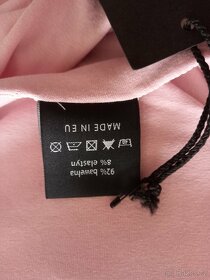 92% bawełna
8% elastyn
MADE IN EU